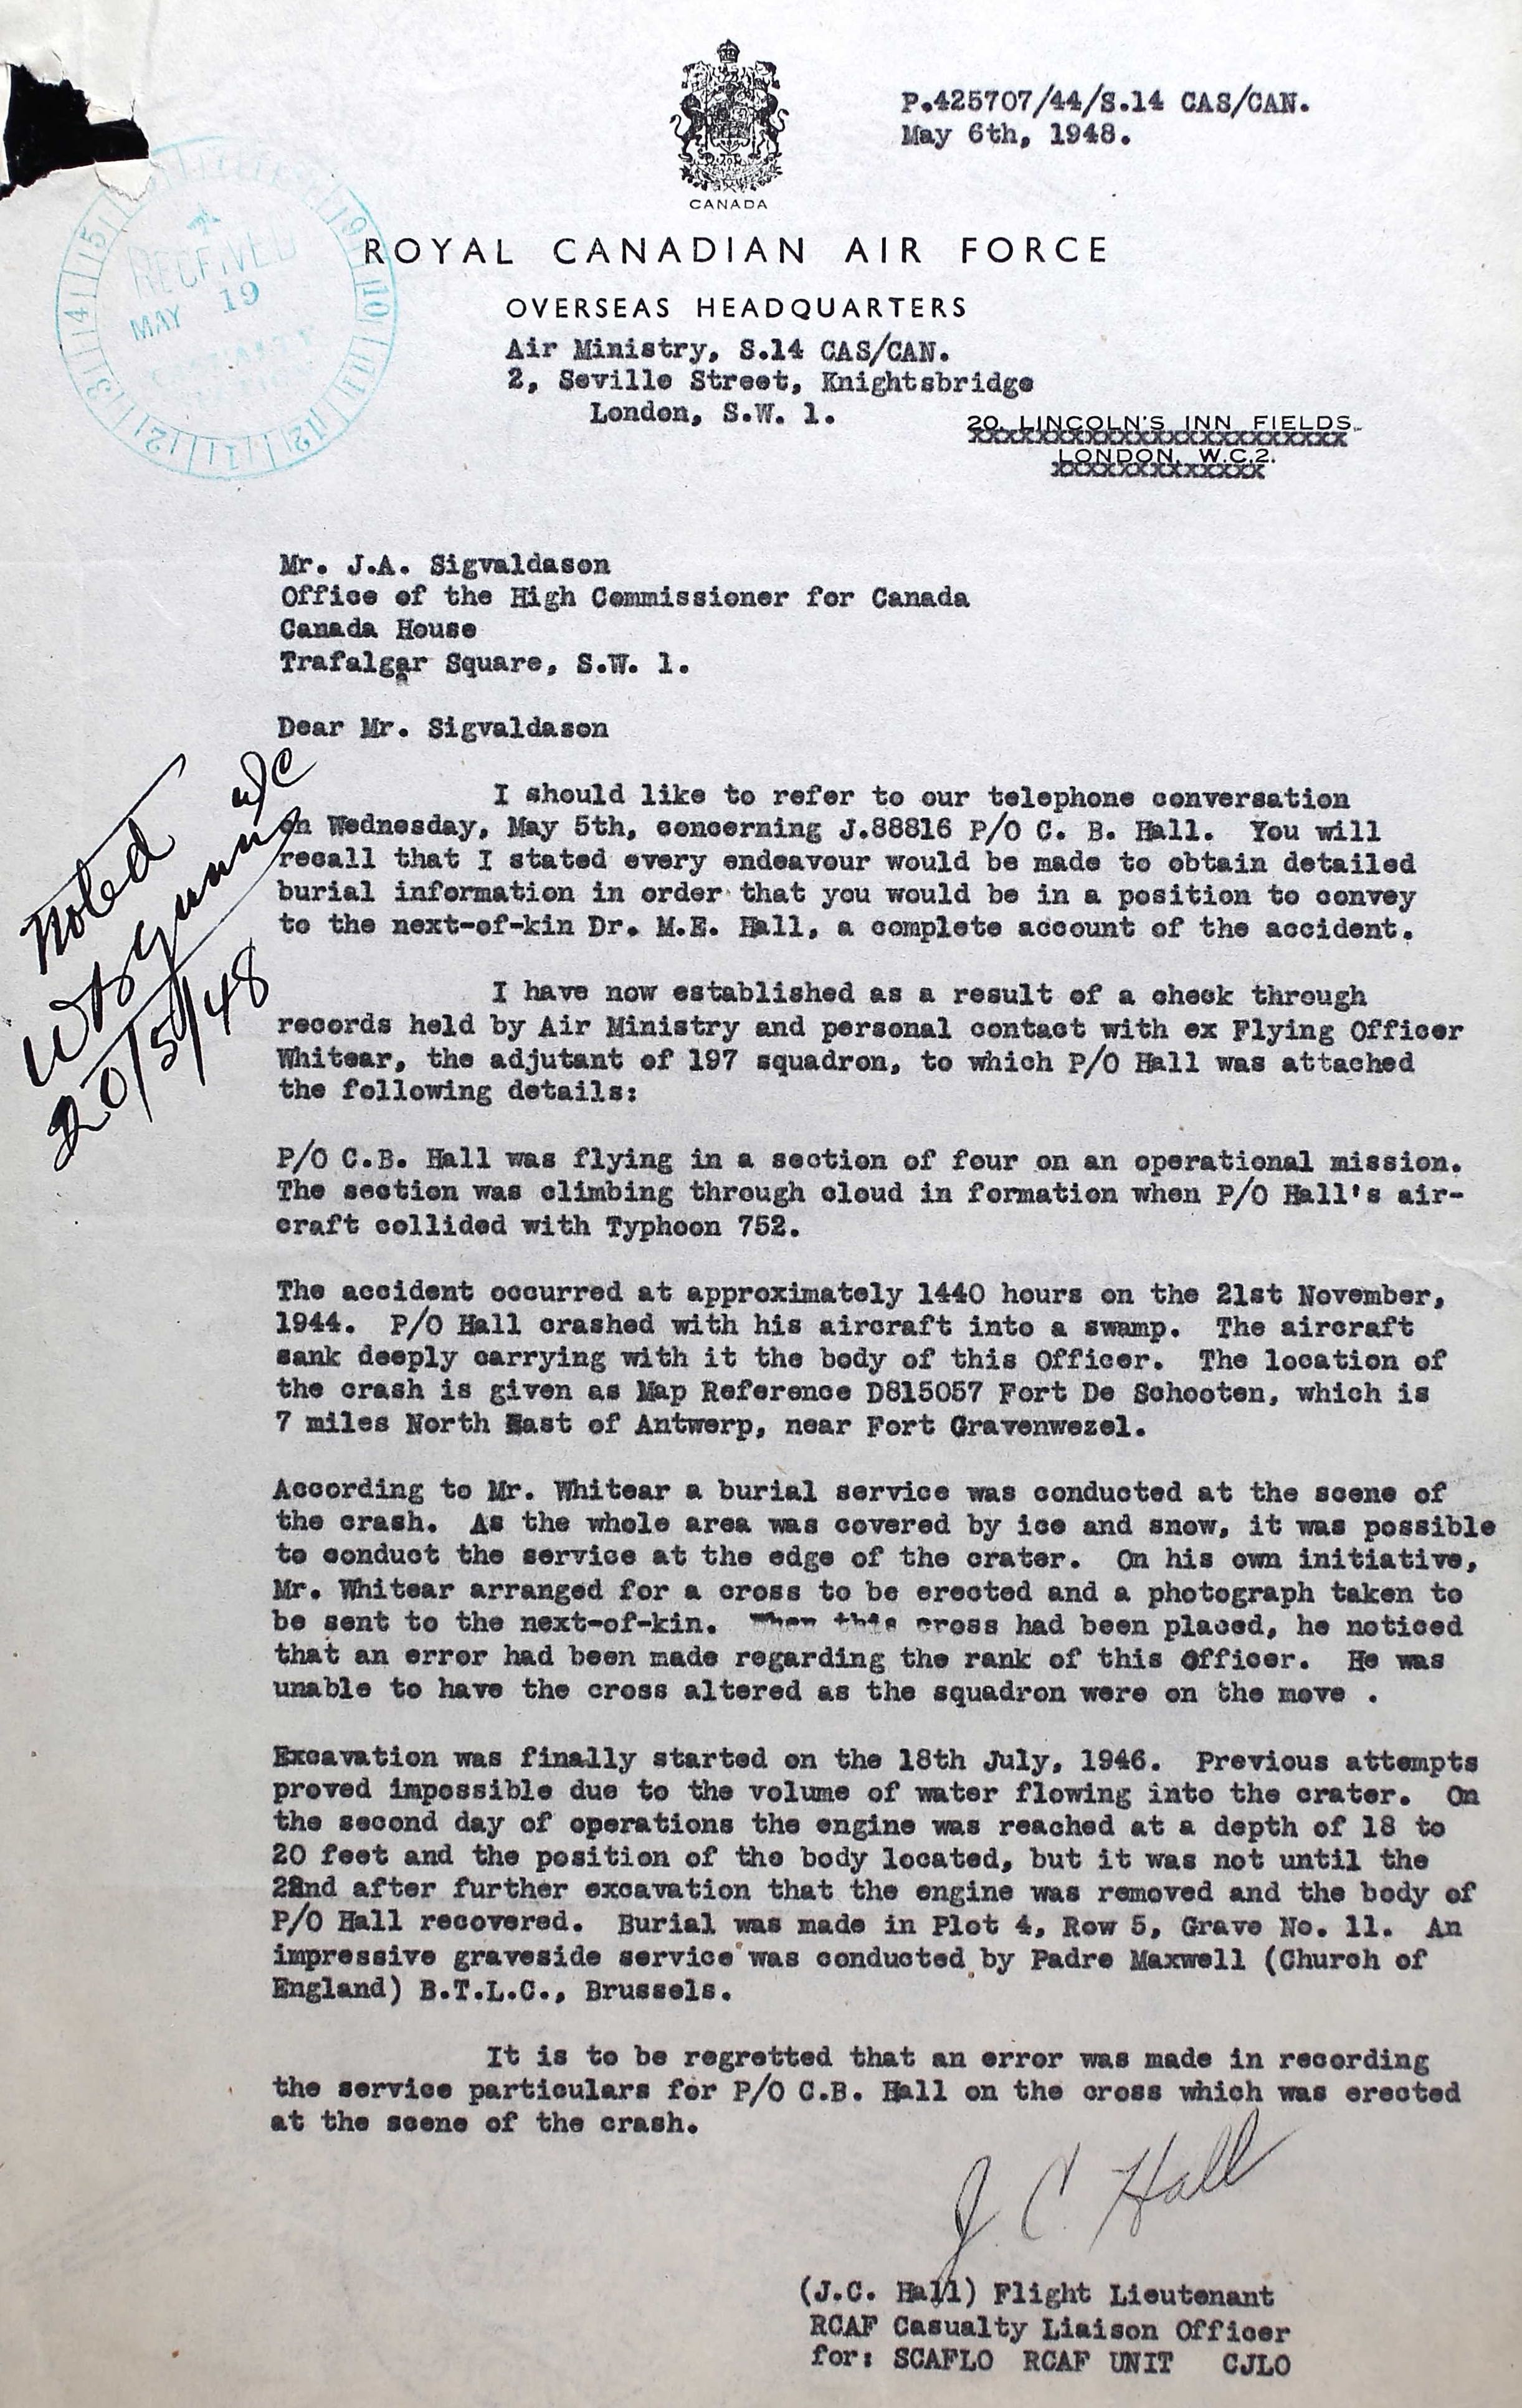 P.425707/44/S.14 CAS/CAN.
May 6th, 1948.
CANADA
ROYAL CANADIAN AIR FORCE
OVERSEAS HEADQUARTERS
Air Ministry, S.14 CAS/CAN.
2, Seville Street, Knightsbridge
London, S.W. 1.
20, LINCOLN'S INN FIELDS
LONDON, W.C.2.
RECEIVED
MAY 19
Mr. J.A. Sigvaldason
Office of the High Commissioner for Canada
Canada House
Trafalgar Square, S.W. 1.
Dear Mr. Sigvaldason
Noted
W/C
20/5/48
I should like to refer to our telephone conversation
on Wednesday, May 5th, concerning J.88816 P/O C. B. Hall. You will
recall that I stated every endeavour would be made to obtain detailed
burial information in order that you would be in a position to convey
to the next-of-kin Dr. M.E. Hall, a complete account of the accident.
I have now established as a result of a check through
records held by Air Ministry and personal contact with ex Flying Officer
Whitear, the adjutant of 197 squadron, to which P/O Hall was attached
the following details:
P/O C.B. Hall was flying in a section of four on an operational mission.
The section was climbing through cloud in formation when P/O Hall's air-
craft collided with Typhoon 752.
The accident occurred at approximately 1440 hours on the 21st November,
1944. P/O Hall crashed with his aircraft into a swamp. The aircraft
sank deeply carrying with it the body of this Officer. The location of
the crash is given as Map Reference D815057 Fort De Schooten, which is
7 miles North East of Antwerp, near Fort Gravenwezel.
According to Mr. Whitear a burial service was conducted at the scene of
the crash. As the whole area was covered by ice and snow, it was possible
to conduct the service at the edge of the crater. On his own initiative,
Mr. Whitear arranged for a cross to be erected and a photograph taken to
be sent to the next-of-kin. When this cross had been placed, he noticed
that an error had been made regarding the rank of this Officer. He was
unable to have the cross altered as the squadron were on the move .
Excavation was finally started on the 18th July, 1946. Previous attempts
proved impossible due to the volume of water flowing into the crater. On
the second day of operations the engine was reached at a depth of 18 to
20 feet and the position of the body located, but it was not until the
22nd after further excavation that the engine was removed and the body of
P/O Hall recovered. Burial was made in Plot 4, Row 5, Grave No. 11. An
impressive graveside service was conducted by Padre Maxwell (Church of
England) B.T.L.C., Brussels.
It is to be regretted that an error was made in recording
the service particulars for P/O C.B. Hall on the cross which was erected
at the scene of the crash.
J. C. Hall
(J.C. Hall) Flight Lieutenant
RCAF Casualty Liaison Officer
for: SCAFLO RCAF UNIT CJLO